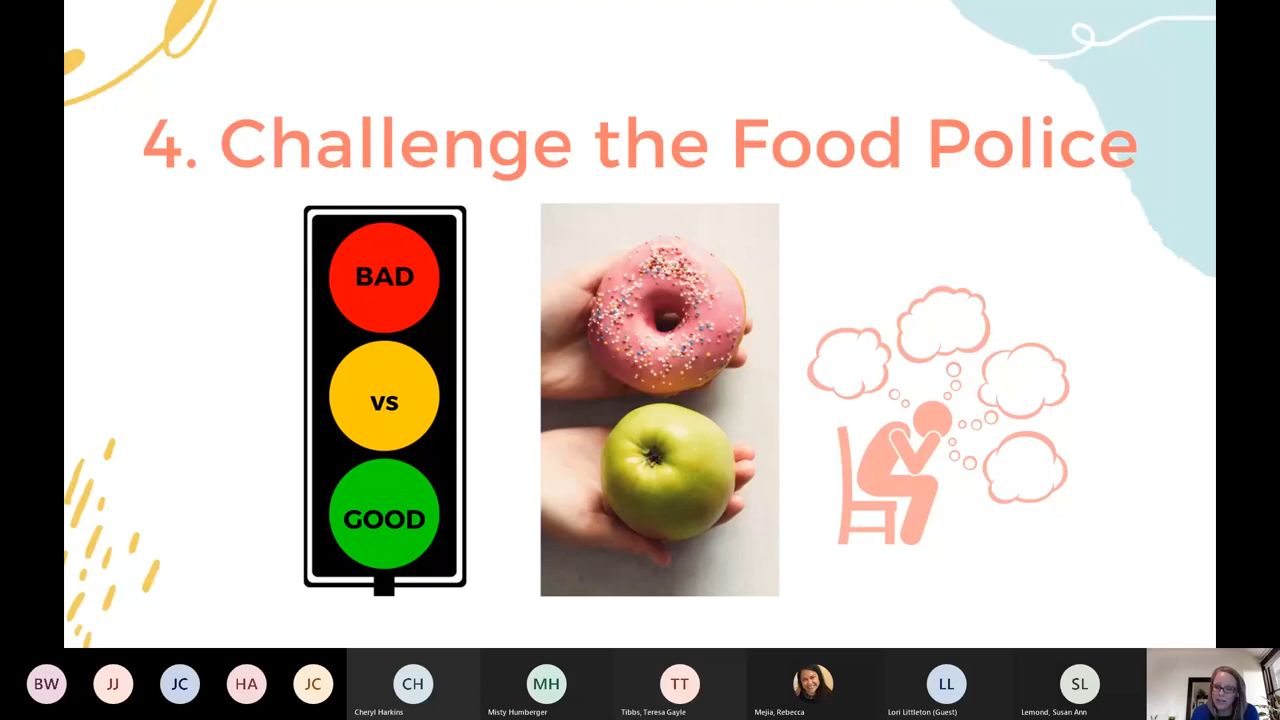 4. Challenge the Food Police
BAD
vs
GOOD
BW
JJ
JC
HA
JC
CH
MH
TT
LL
SL
Cheryl Harkins
Misty Humberger
Tibbs, Teresa Gayle
Mejia, Rebecca
Lori Littleton (Guest)
Lemond, Susan Ann